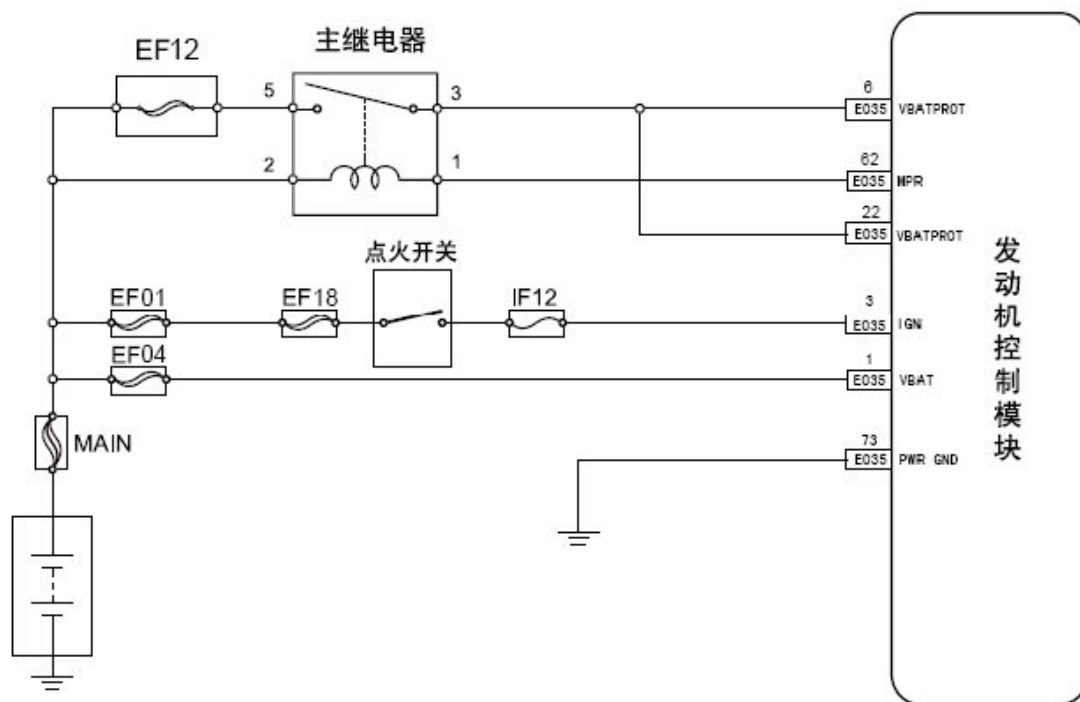 主继电器
EF12
5
3
2
1
6
E035 VBATPROT
62
E035 MPR
22
E035 VBATPROT
点火开关
EF01
EF18
IF12
3
E035 IGN
EF04
1
E035 VBAT
MAIN
73
E035 PWR GND
发动机控制模块